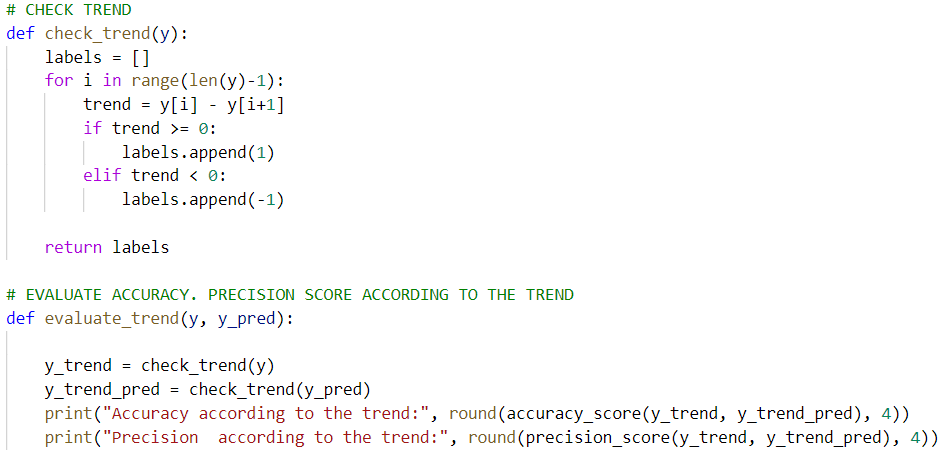 # CHECK TREND
def check_trend(y):
    labels = []
    for i in range(len(y)-1):
        trend = y[i] - y[i+1]
        if trend >= 0:
            labels.append(1)
        elif trend < 0:
            labels.append(-1)
    return labels
# EVALUATE ACCURACY. PRECISION SCORE ACCORDING TO THE TREND
def evaluate_trend(y, y_pred):
    y_trend = check_trend(y)
    y_trend_pred = check_trend(y_pred)
    print("Accuracy according to the trend:", round(accuracy_score(y_trend, y_trend_pred), 4))
    print("Precision  according to the trend:", round(precision_score(y_trend, y_trend_pred), 4))